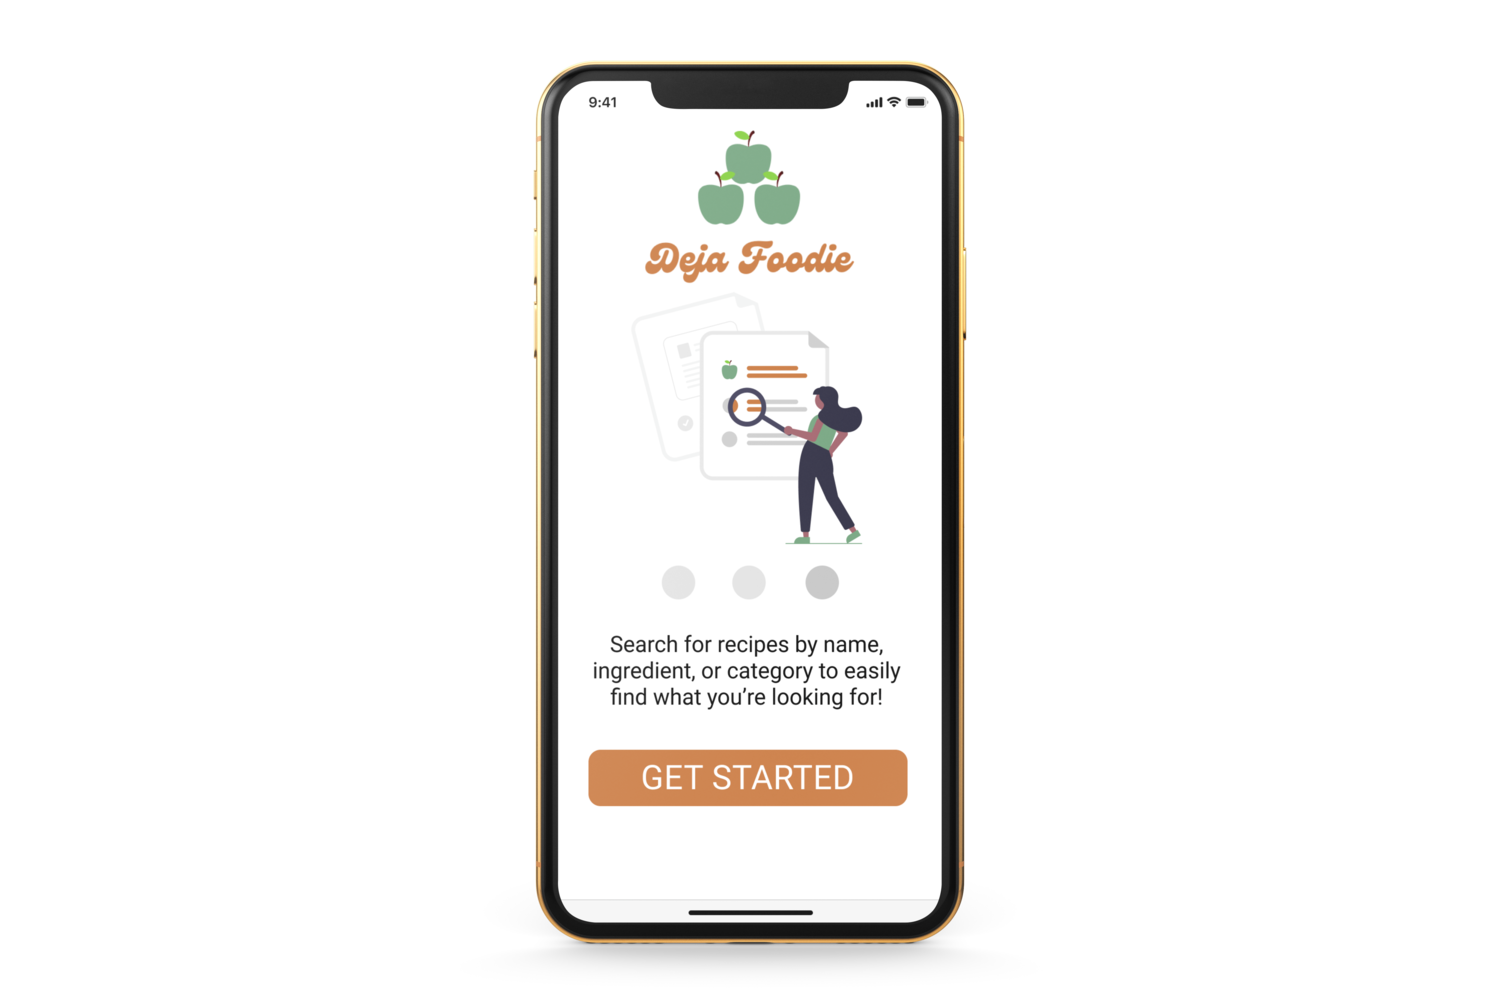 9:41
Deja Foodie
Search for recipes by name,
ingredient, or category to easily
find what you're looking for!
GET STARTED